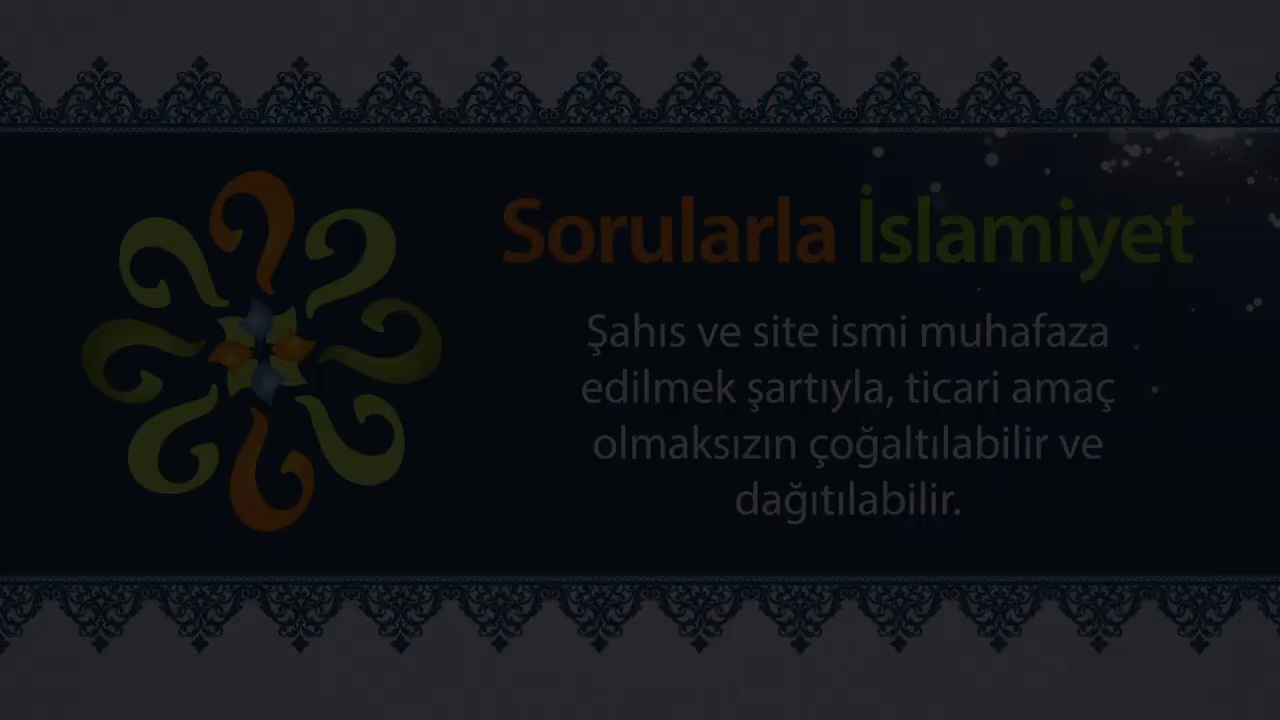 Sorularla İslamiyet
Şahıs ve site ismi muhafaza
edilmek şartıyla, ticari amaç
olmaksızın çoğaltılabilir ve
dağıtılabilir.